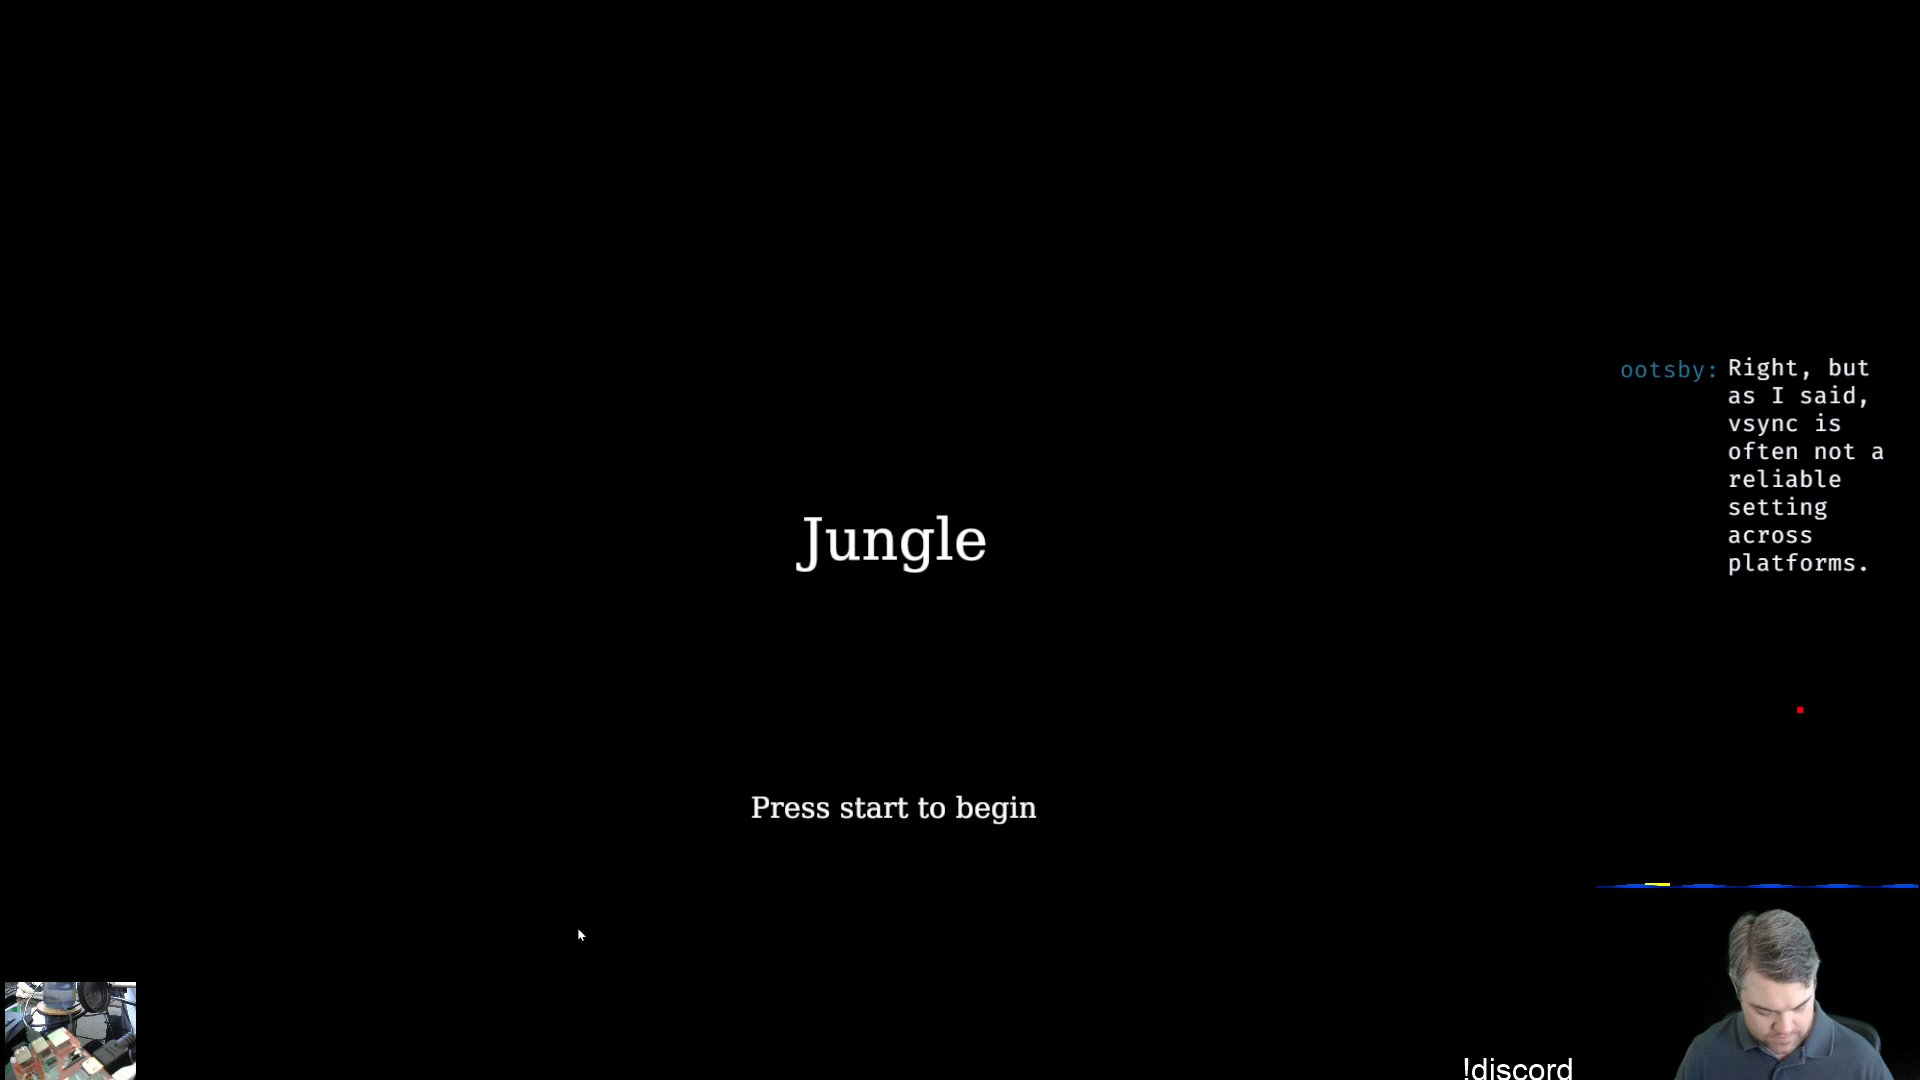 Jungle
Press start to begin
ootsby: Right, but
as I said,
vsync is
often not a
reliable
setting
across
platforms.
!discord